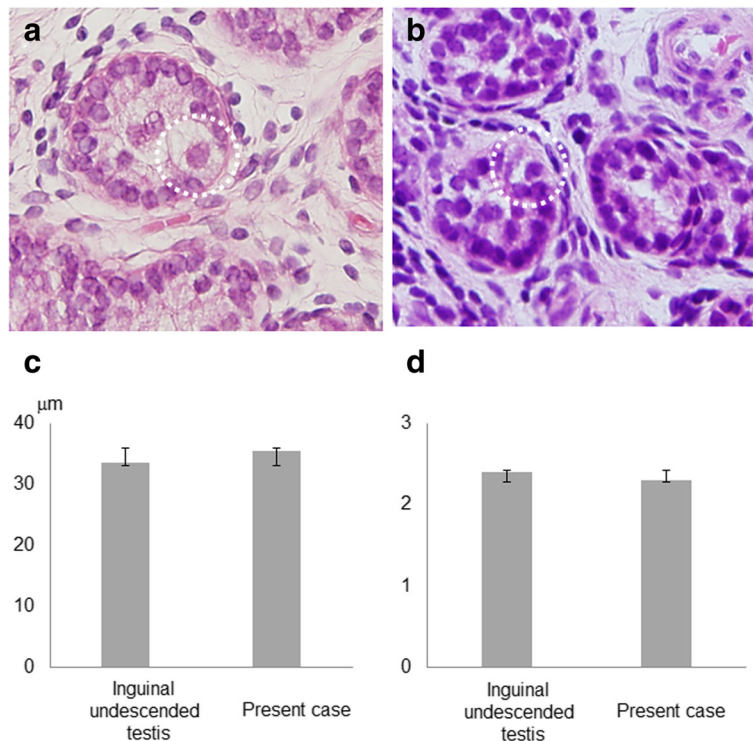 a
b
c
d
μm
40
30
20
10
0
Inguinal
undescended
testis
Present case
3
2
1
0
Inguinal
undescended
testis
Present case